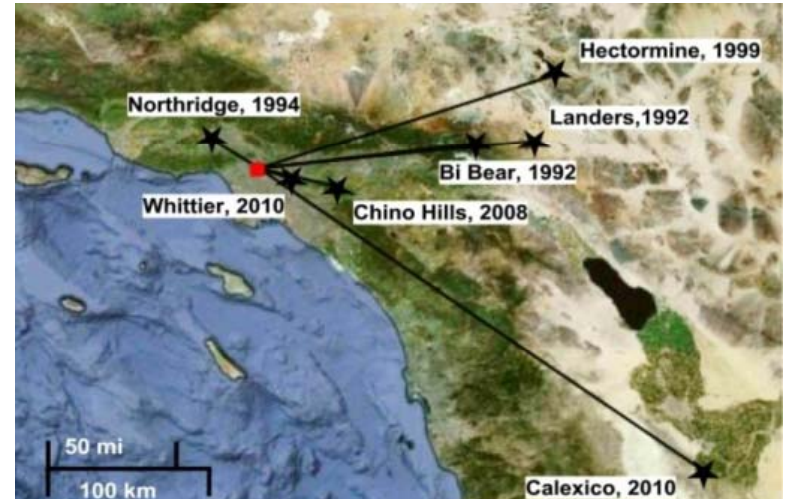 Hectormine, 1999
Northridge, 1994
Landers,1992
Bi Bear, 1992
Whittier, 2010
Chino Hills, 2008
50 mi
100 km
Calexico, 2010